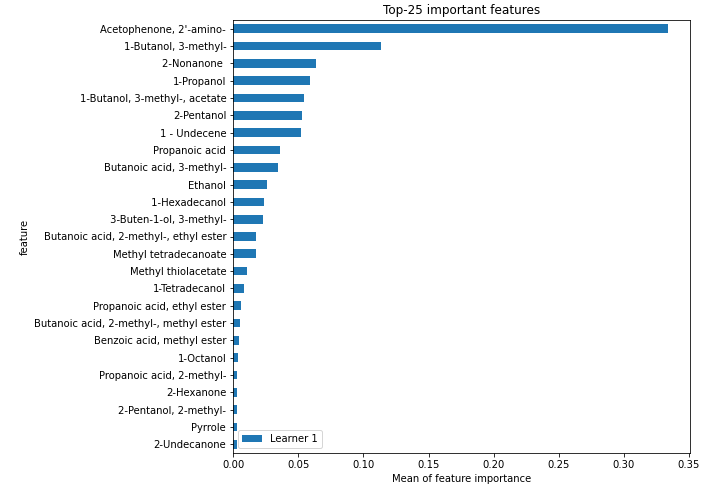 Top-25 important features
Acetophenone, 2'-amino-
1-Butanol, 3-methyl-
2-Nonanone
1-Propanol
1-Butanol, 3-methyl-, acetate
2-Pentanol
1 - Undecene
Propanoic acid
Butanoic acid, 3-methyl-
Ethanol
1-Hexadecanol
3-Buten-1-ol, 3-methyl-
Butanoic acid, 2-methyl-, ethyl ester
Methyl tetradecanoate
Methyl thiolacetate
1-Tetradecanol
Propanoic acid, ethyl ester
Butanoic acid, 2-methyl-, methyl ester
Benzoic acid, methyl ester
1-Octanol
Propanoic acid, 2-methyl-
2-Hexanone
2-Pentanol, 2-methyl-
Pyrrole
2-Undecanone
feature
Learner 1
0.00 0.05 0.10 0.15 0.20 0.25 0.30 0.35
Mean of feature importance